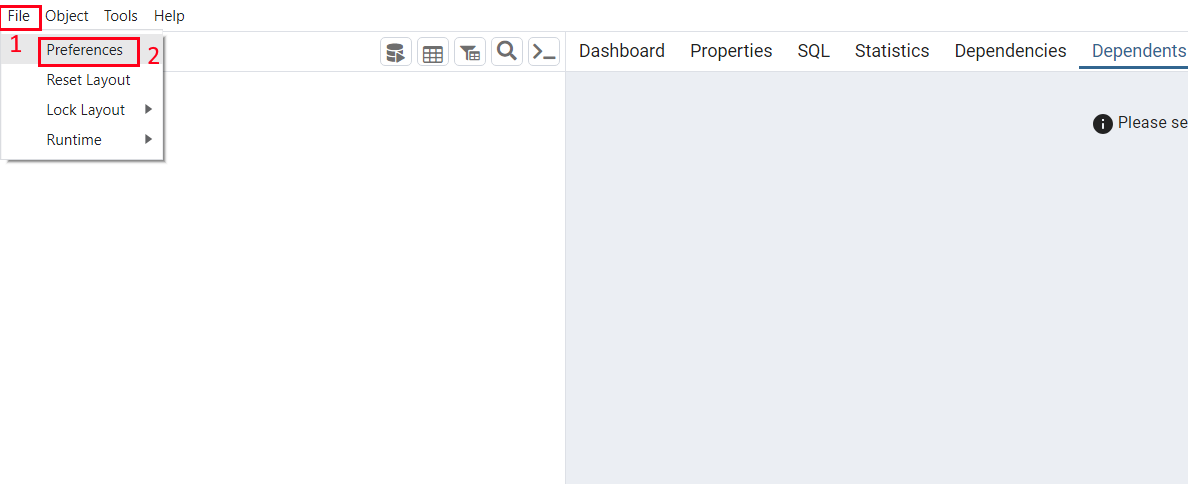 File Object Tools Help
1 Preferences 2
Dashboard Properties SQL Statistics Dependencies Dependents
Reset Layout
Lock Layout
Please se
Runtime